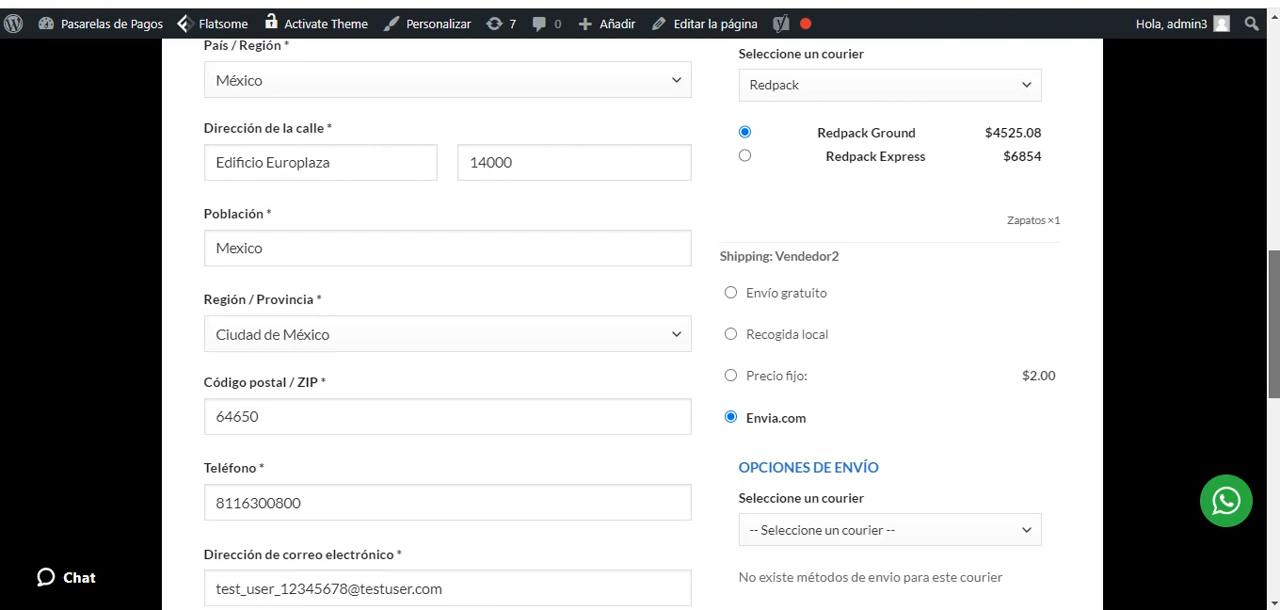 Pasarelas de Pagos Flatsome Activate Theme Personalizar 7 0 Añadir Editar la página Hola, admin3
País / Región *
México
Dirección de la calle *
Edificio Europlaza 14000
Población *
Mexico
Región / Provincia *
Ciudad de México
Código postal / ZIP *
64650
Teléfono *
8116300800
Dirección de correo electrónico *
test_user_12345678@testuser.com
Seleccione un courier
Redpack
Redpack Ground $4525.08
Redpack Express $6854
Zapatos ×1
Shipping: Vendedor2
Envío gratuito
Recogida local
Precio fijo: $2.00
Envia.com
OPCIONES DE ENVÍO
Seleccione un courier
-- Seleccione un courier --
No existe métodos de envio para este courier
Chat